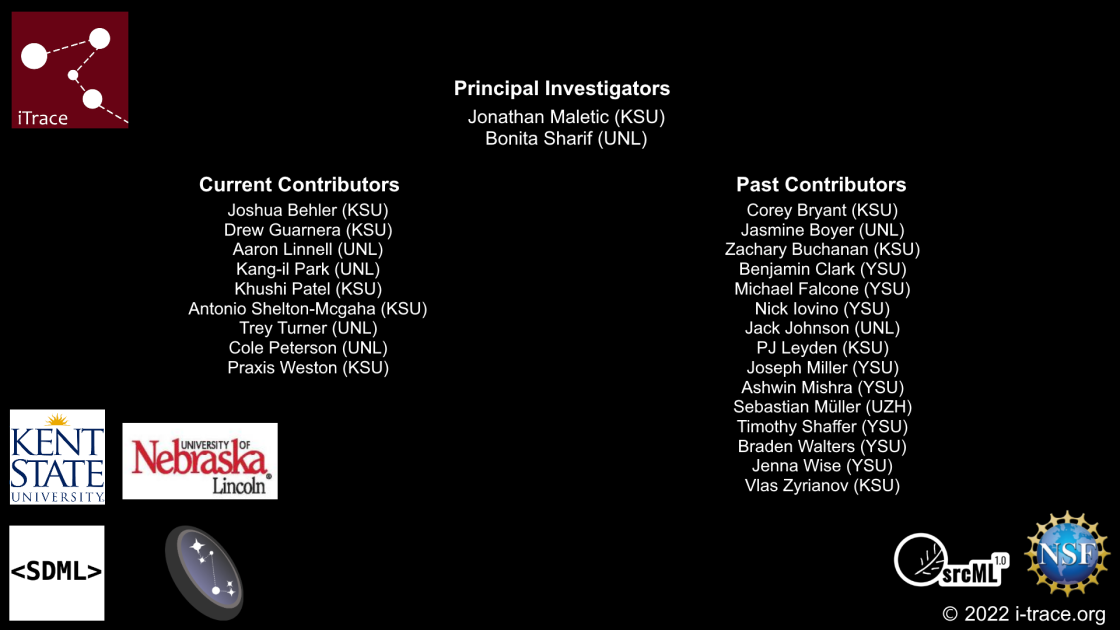 iTrace
Principal Investigators
Jonathan Maletic (KSU)
Bonita Sharif (UNL)
Current Contributors
Joshua Behler (KSU)
Drew Guarnera (KSU)
Aaron Linnell (UNL)
Kang-il Park (UNL)
Khushi Patel (KSU)
Antonio Shelton-Mcgaha (KSU)
Trey Turner (UNL)
Cole Peterson (UNL)
Praxis Weston (KSU)
Past Contributors
Corey Bryant (KSU)
Jasmine Boyer (UNL)
Zachary Buchanan (KSU)
Benjamin Clark (YSU)
Michael Falcone (YSU)
Nick Iovino (YSU)
Jack Johnson (UNL)
PJ Leyden (KSU)
Joseph Miller (YSU)
Ashwin Mishra (YSU)
Sebastian Müller (UZH)
Timothy Shaffer (YSU)
Braden Walters (YSU)
Jenna Wise (YSU)
Vlas Zyrianov (KSU)
KENT
STATE
UNIVERSITY
UNIVERSITY OF
Nebraska
Lincoln®
<SDML>
srcML 1.0
NSF
© 2022 i-trace.org